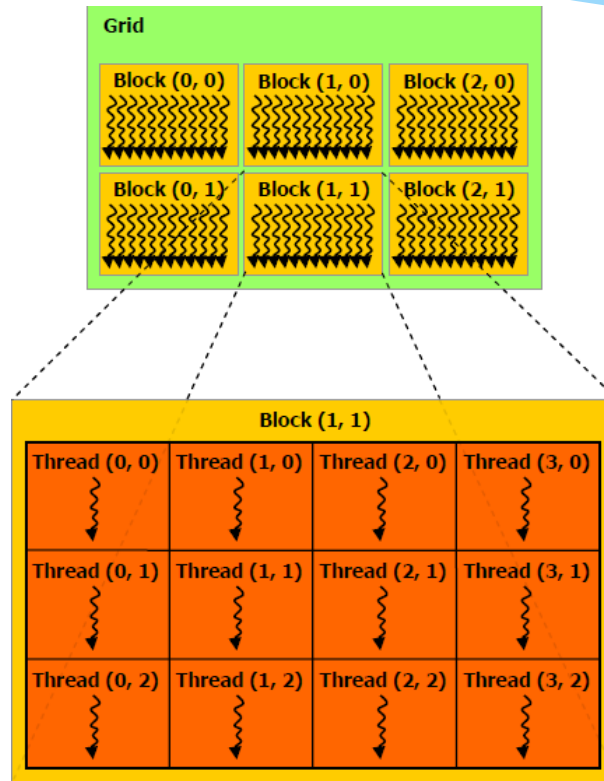 Grid
Block (0, 0) Block (1, 0) Block (2, 0)
Block (0, 1) Block (1, 1) Block (2, 1)
Block (1, 1)
Thread (0, 0) Thread (1, 0) Thread (2, 0) Thread (3, 0)
Thread (0, 1) Thread (1, 1) Thread (2, 1) Thread (3, 1)
Thread (0, 2) Thread (1, 2) Thread (2, 2) Thread (3, 2)